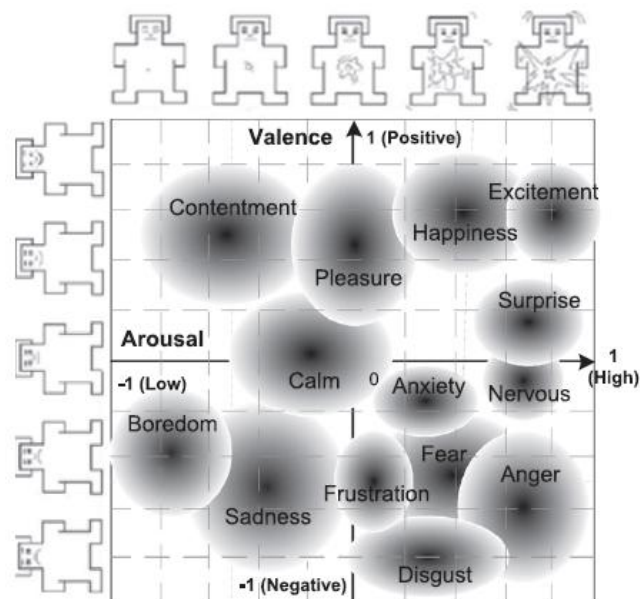 Valence
1 (Positive)
Contentment
Excitement
Happiness
Pleasure
Surprise
Arousal
1
(High)
-1 (Low)
Calm
0
Anxiety
Nervous
Boredom
Fear
Anger
Frustration
Sadness
Disgust
-1 (Negative)